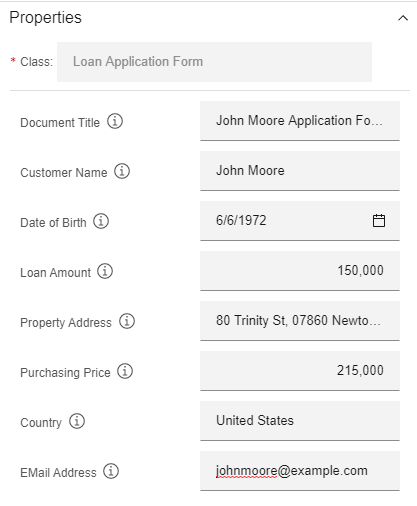 Properties
* Class: Loan Application Form
Document Title John Moore Application Fo...
Customer Name John Moore
Date of Birth 6/6/1972
Loan Amount 150,000
Property Address 80 Trinity St, 07860 Newto...
Purchasing Price 215,000
Country United States
EMail Address johnmoore@example.com